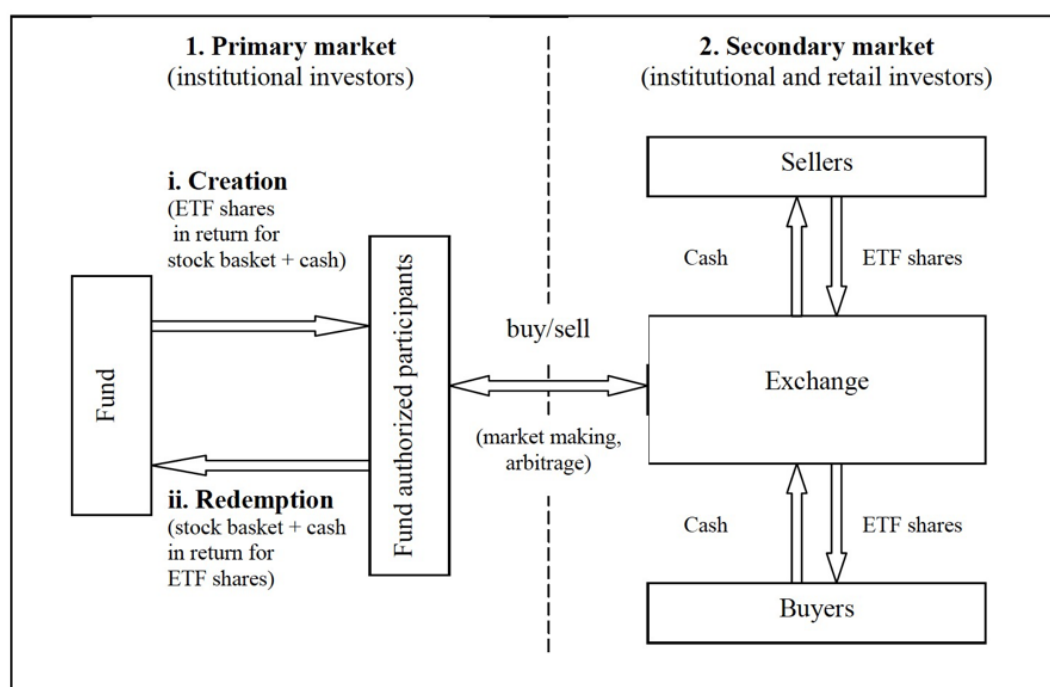 1. Primary market
(institutional investors)
2. Secondary market
(institutional and retail investors)
i. Creation
(ETF shares
in return for
stock basket + cash)
Fund
Fund authorized participants
ii. Redemption
(stock basket + cash
in return for
ETF shares)
buy/sell
(market making,
arbitrage)
Sellers
Cash
ETF shares
Exchange
Cash
ETF shares
Buyers